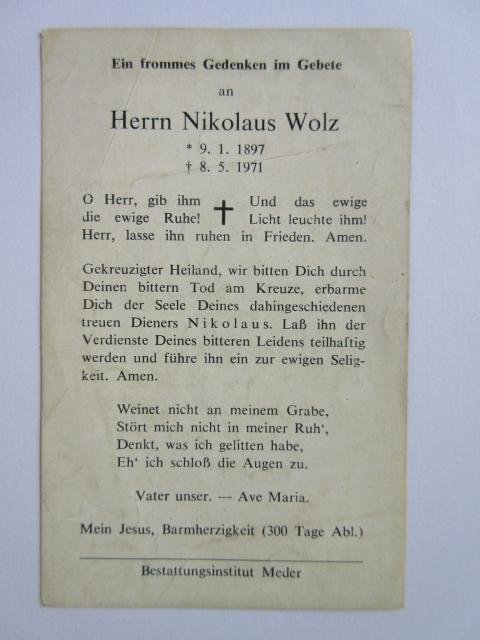 Ein frommes Gedenken im Gebete
an
Herrn Nikolaus Wolz
* 9. 1. 1897
† 8. 5. 1971
O Herr, gib ihm Und das ewige
die ewige Ruhe! Licht leuchte ihm!
Herr, lasse ihn ruhen in Frieden. Amen.
Gekreuzigter Heiland, wir bitten Dich durch
Deinen bittern Tod am Kreuze, erbarme
Dich der Seele Deines dahingeschiedenen
treuen Dieners Nikolaus. Laß ihn der
Verdienste Deines bitteren Leidens teilhaftig
werden und führe ihn ein zur ewigen Selig-
keit. Amen.
Weinet nicht an meinem Grabe,
Stört mich nicht in meiner Ruh‘,
Denkt, was ich gelitten habe,
Eh‘ ich schloß die Augen zu.
Vater unser. — Ave Maria.
Mein Jesus, Barmherzigkeit (300 Tage Abl.)
Bestattungsinstitut Meder